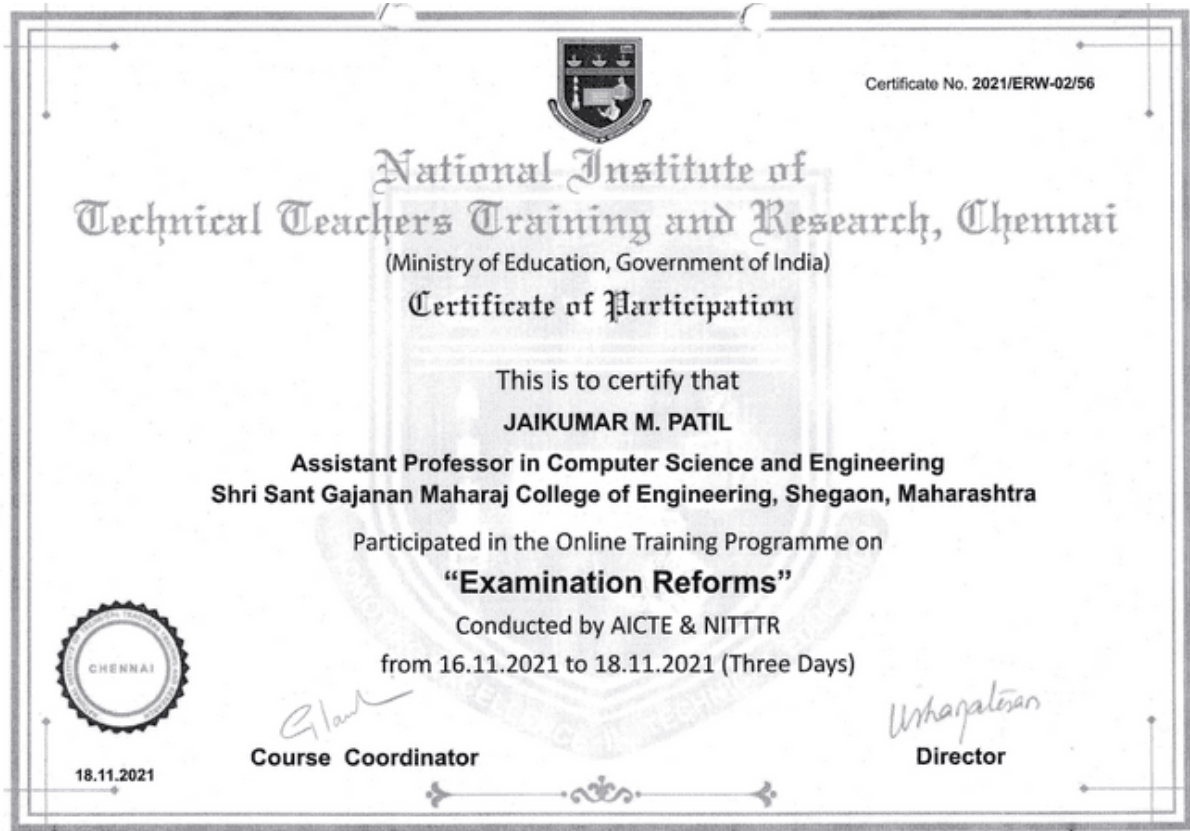 Certificate No. 2021/ERW-02/56
National Institute of
Technical Teachers Training and Research, Chennai
(Ministry of Education, Government of India)
Certificate of Participation
This is to certify that
JAIKUMAR M. PATIL
Assistant Professor in Computer Science and Engineering
Shri Sant Gajanan Maharaj College of Engineering, Shegaon, Maharashtra
Participated in the Online Training Programme on
“Examination Reforms”
Conducted by AICTE & NITTTR
from 16.11.2021 to 18.11.2021 (Three Days)
CHENNAI
Course Coordinator
Director
18.11.2021